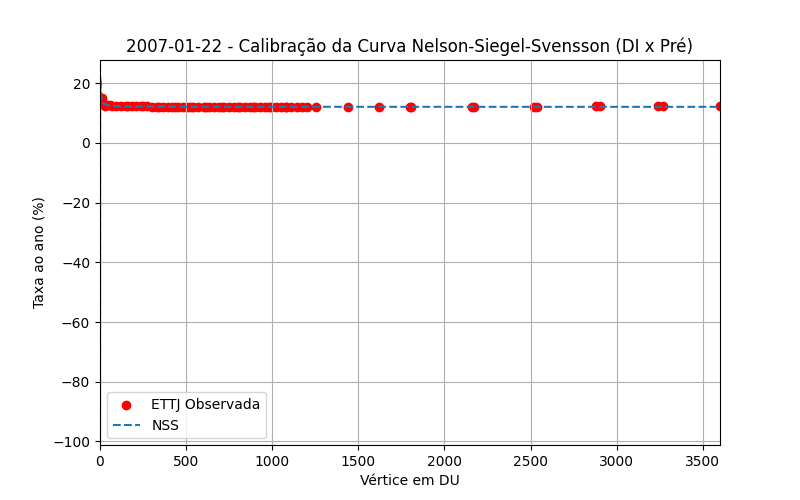 2007-01-22 - Calibração da Curva Nelson-Siegel-Svensson (DI x Pré)
Taxa ao ano (%)
20
0
−20
−40
−60
−80
−100
ETTJ Observada
NSS
0 500 1000 1500 2000 2500 3000 3500
Vértice em DU